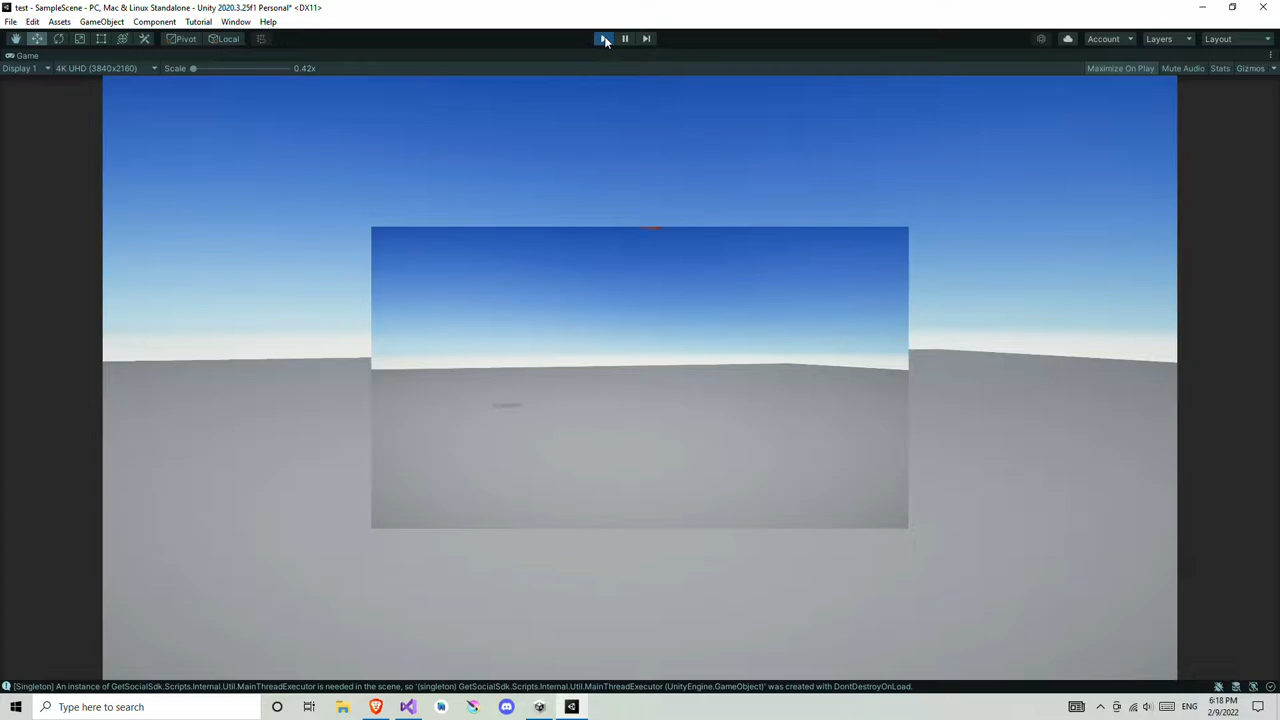 test - SampleScene - PC, Mac & Linux Standalone - Unity 2020.3.25f1 Personal* <DX11>
File Edit Assets GameObject Component Tutorial Window Help
Pivot Local Account Layers Layout
Game
Display 1 4K UHD (3840x2160) Scale 0.42x Maximize On Play Mute Audio Stats Gizmos
[Singleton] An instance of GetSocialSdk.Scripts.Internal.Util.MainThreadExecutor is needed in the scene, so '(singleton) GetSocialSdk.Scripts.Internal.Util.MainThreadExecutor (UnityEngine.GameObject)' was created with DontDestroyOnLoad.
Type here to search ENG 6:18 PM
2/9/2022